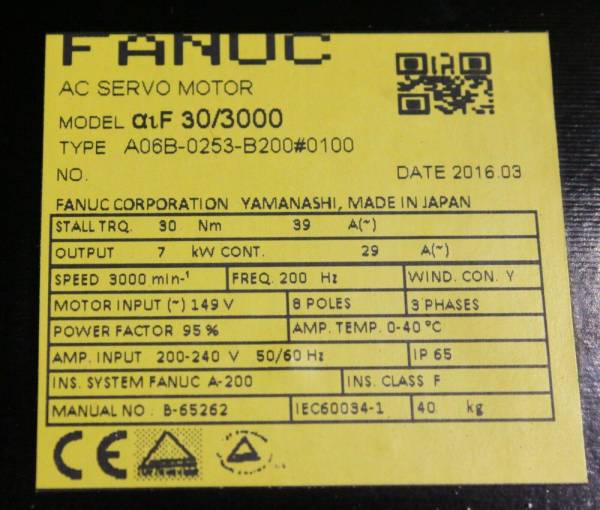 FANUC
AC SERVO MOTOR
MODEL αiF 30/3000
TYPE A06B-0253-B200#0100
NO. DATE 2016.03
FANUC CORPORATION YAMANASHI, MADE IN JAPAN
STALL TRQ. 30 Nm 39 A(~)
OUTPUT 7 kW CONT. 29 A(~)
SPEED 3000 min-¹ FREQ. 200 Hz WIND. CON. Y
MOTOR INPUT (~) 149 V 8 POLES 3 PHASES
POWER FACTOR 95 % AMP. TEMP. 0-40 °C
AMP. INPUT 200-240 V 50/60 Hz IP 65
INS. SYSTEM FANUC A-200 INS. CLASS F
MANUAL NO. B-65262 IEC60034-1 40 kg
CE